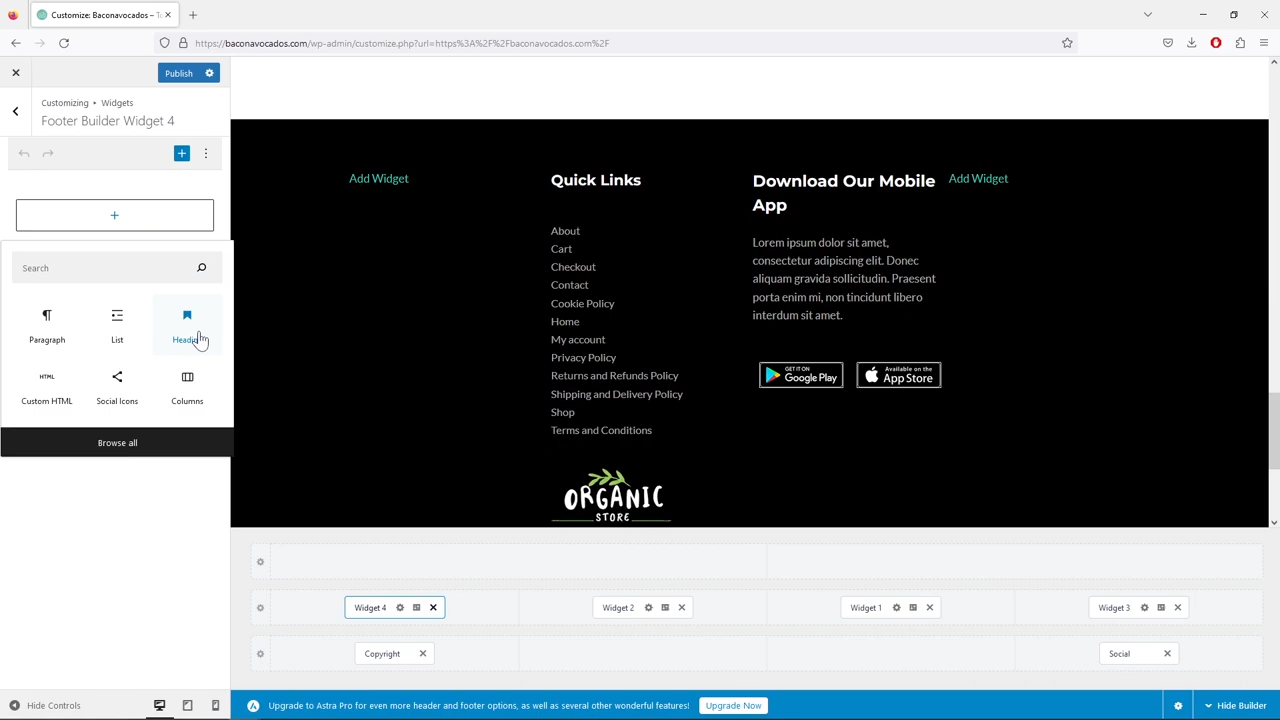 Customize: Baconavocados – T
https://baconavocados.com/wp-admin/customize.php?url=https%3A%2F%2Fbaconavocados.com%2F
Publish
Customizing • Widgets
Footer Builder Widget 4
Search
Paragraph
List
Custom HTML
Social Icons
Columns
Browse all
Add Widget
Quick Links
About
Cart
Checkout
Contact
Cookie Policy
Home
My account
Privacy Policy
Returns and Refunds Policy
Shipping and Delivery Policy
Shop
Terms and Conditions
ORGANIC
STORE
Download Our Mobile
App
Lorem ipsum dolor sit amet,
consectetur adipiscing elit. Donec
aliquam gravida sollicitudin. Praesent
porta enim mi, non tincidunt libero
interdum sit amet.
GET IT ON
Google Play
Available on the
App Store
Add Widget
Widget 4
Widget 2
Widget 1
Widget 3
Copyright
Social
Hide Controls
Upgrade to Astra Pro for even more header and footer options, as well as several other wonderful features!
Upgrade Now
Hide Builder